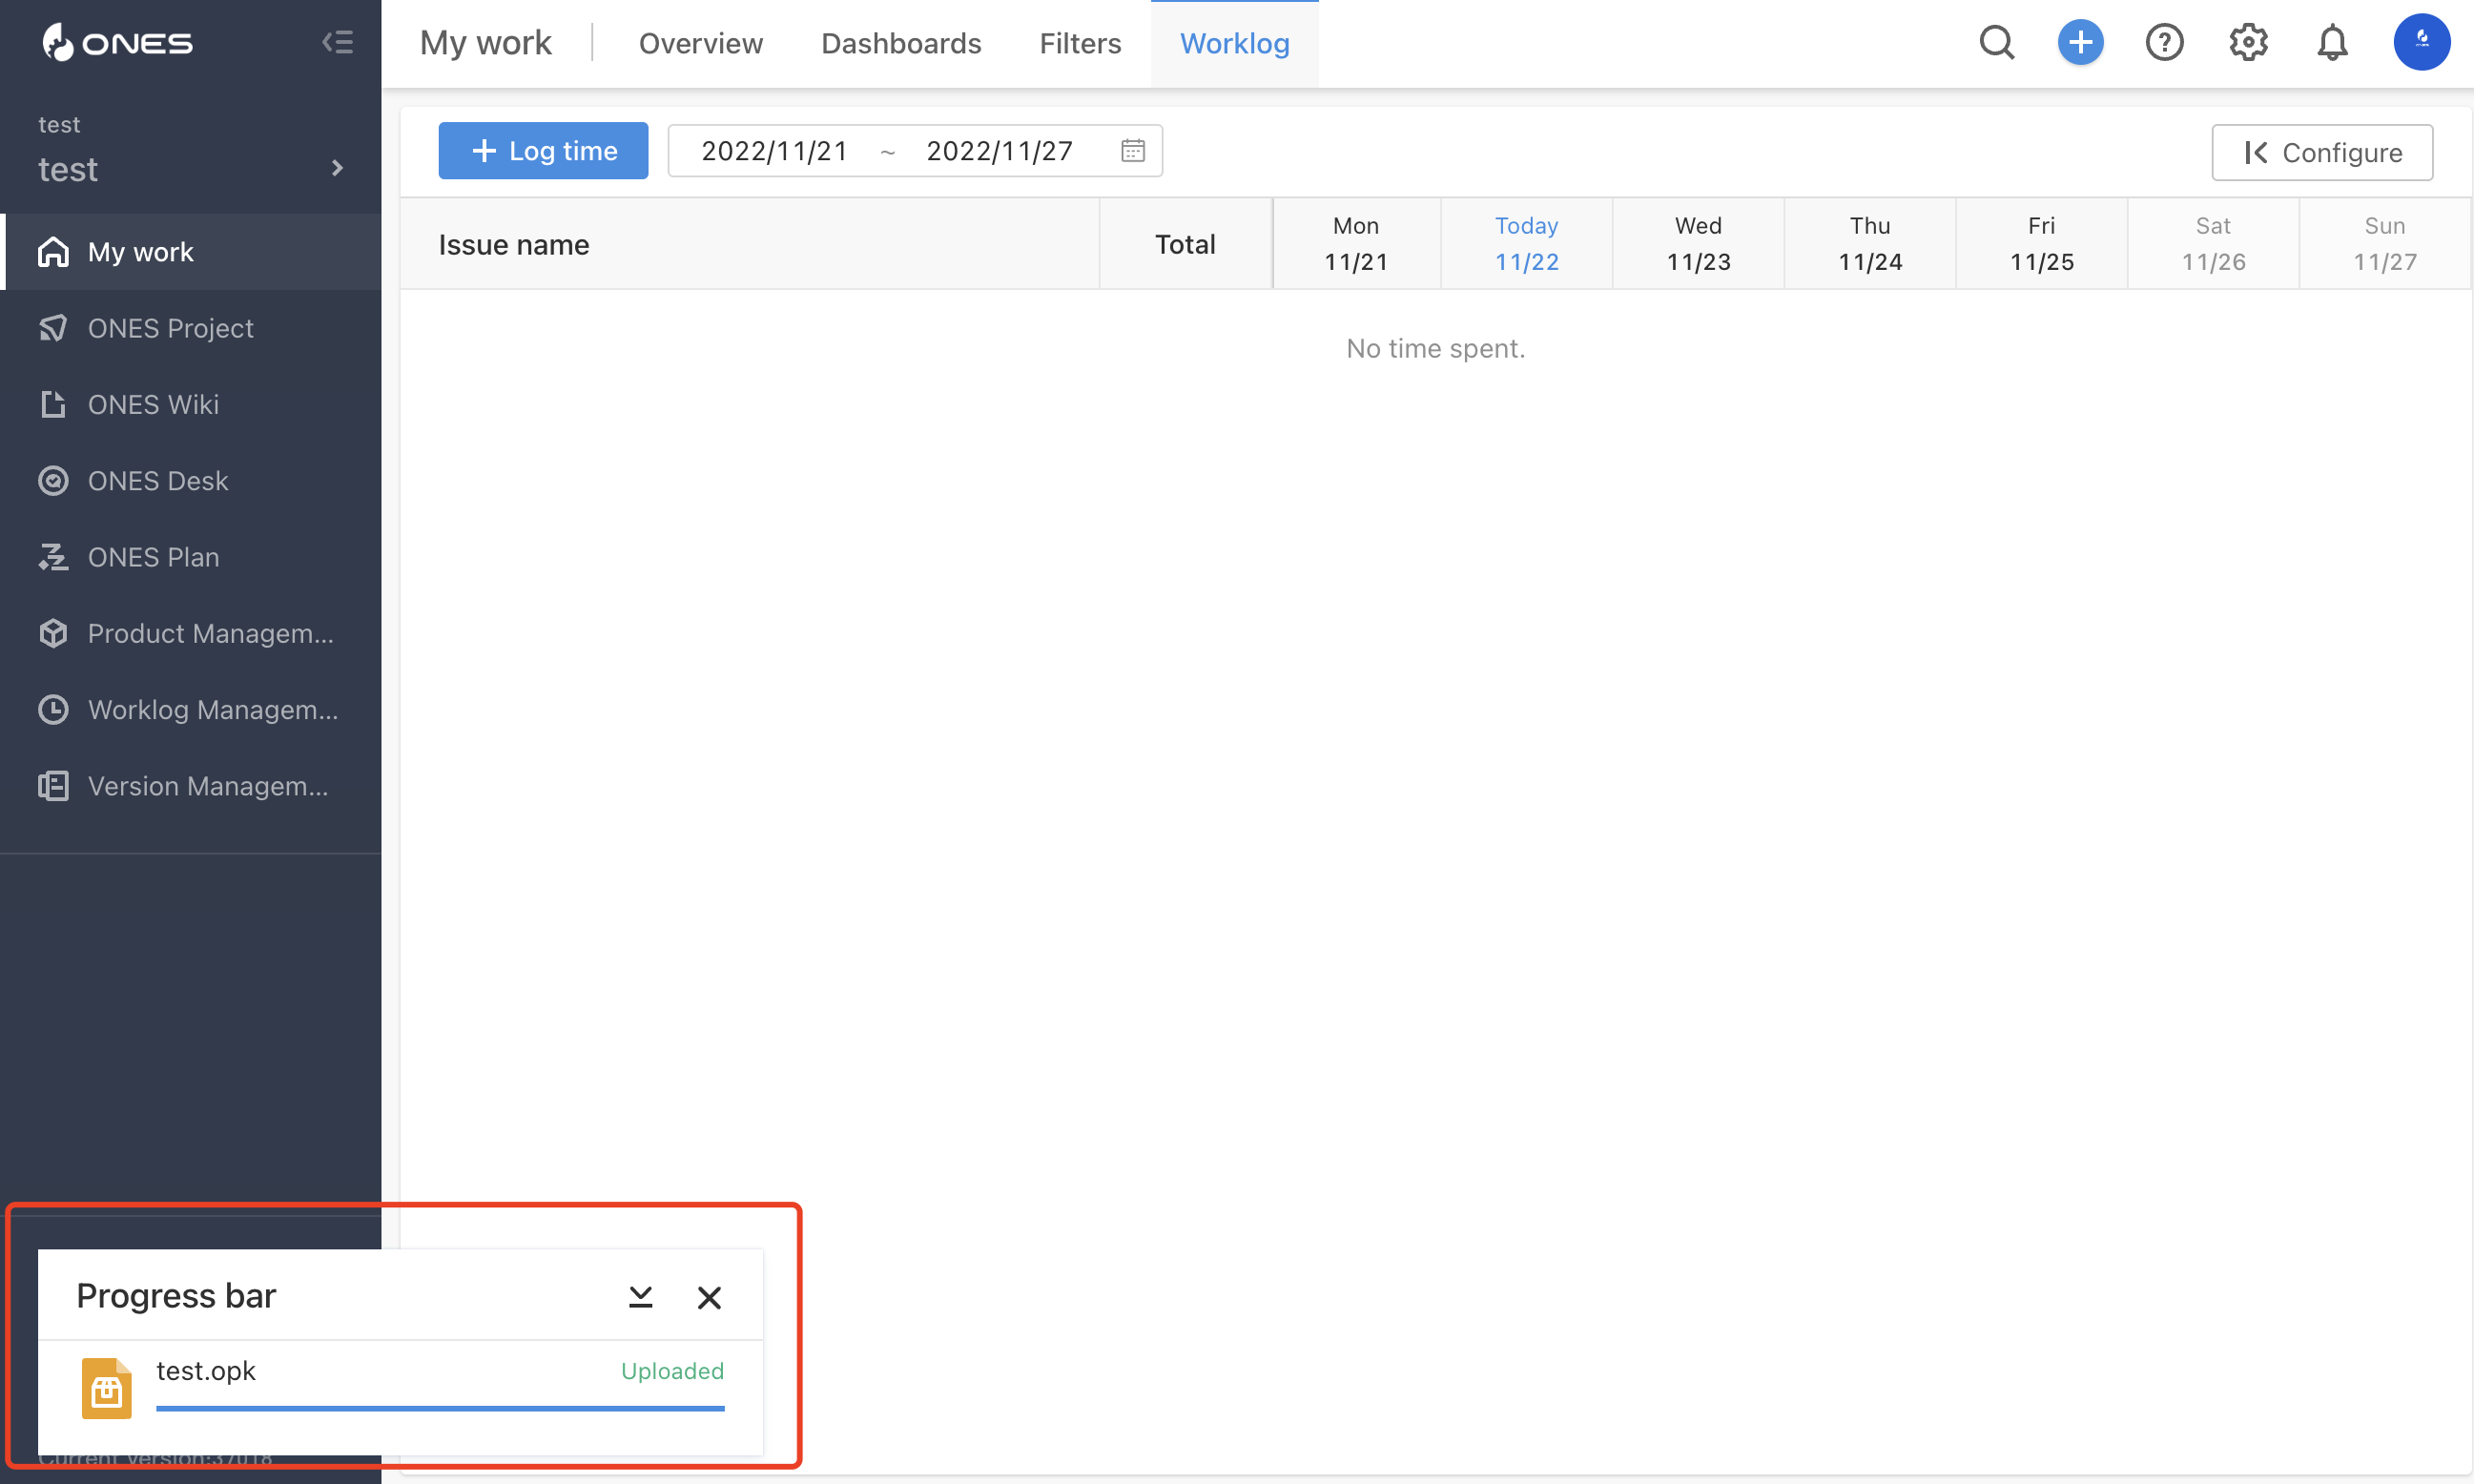 ONES
test
test
My work
ONES Project
ONES Wiki
ONES Desk
ONES Plan
Product Managem...
Worklog Managem...
Version Managem...
My work
Overview
Dashboards
Filters
Worklog
+ Log time
2022/11/21 ~ 2022/11/27
Configure
Issue name
Total
Mon
11/21
Today
11/22
Wed
11/23
Thu
11/24
Fri
11/25
Sat
11/26
Sun
11/27
No time spent.
Progress bar
test.opk
Uploaded
Current version:37018